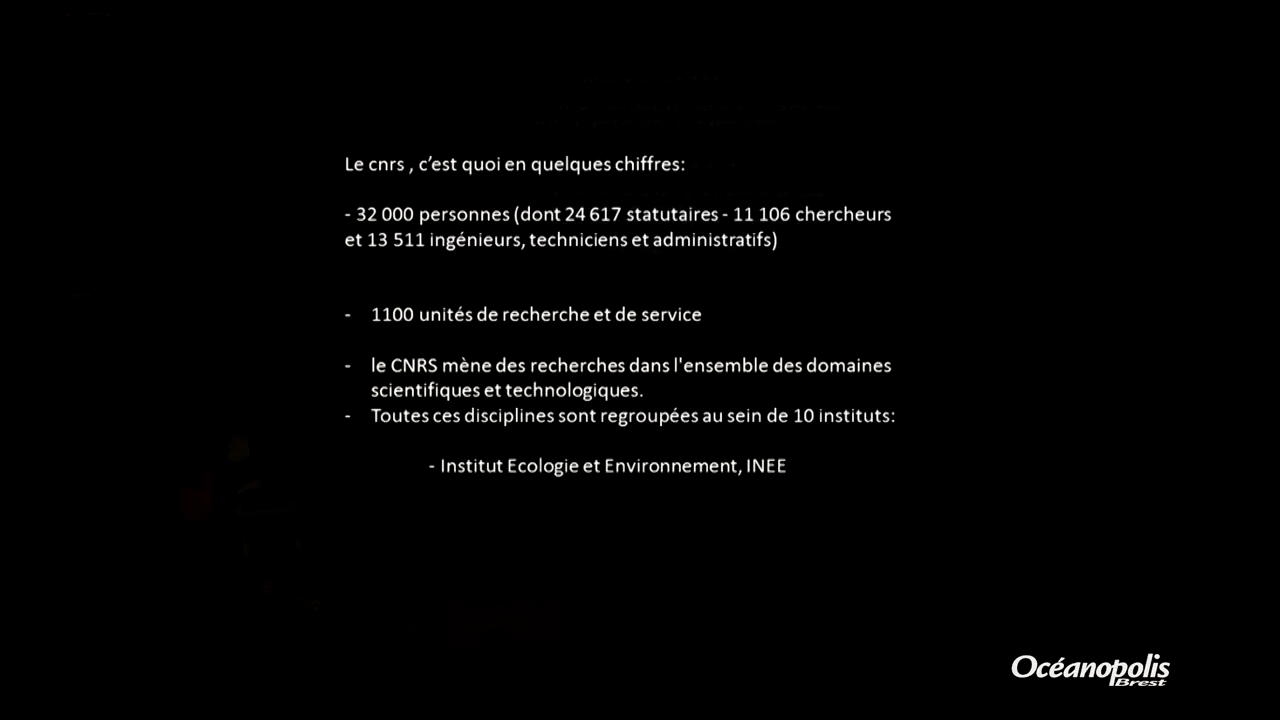 Le cnrs , c’est quoi en quelques chiffres:
- 32 000 personnes (dont 24 617 statutaires - 11 106 chercheurs
et 13 511 ingénieurs, techniciens et administratifs)
- 1100 unités de recherche et de service
- le CNRS mène des recherches dans l'ensemble des domaines
scientifiques et technologiques.
- Toutes ces disciplines sont regroupées au sein de 10 instituts:
- Institut Ecologie et Environnement, INEE
Océanopolis
Brest